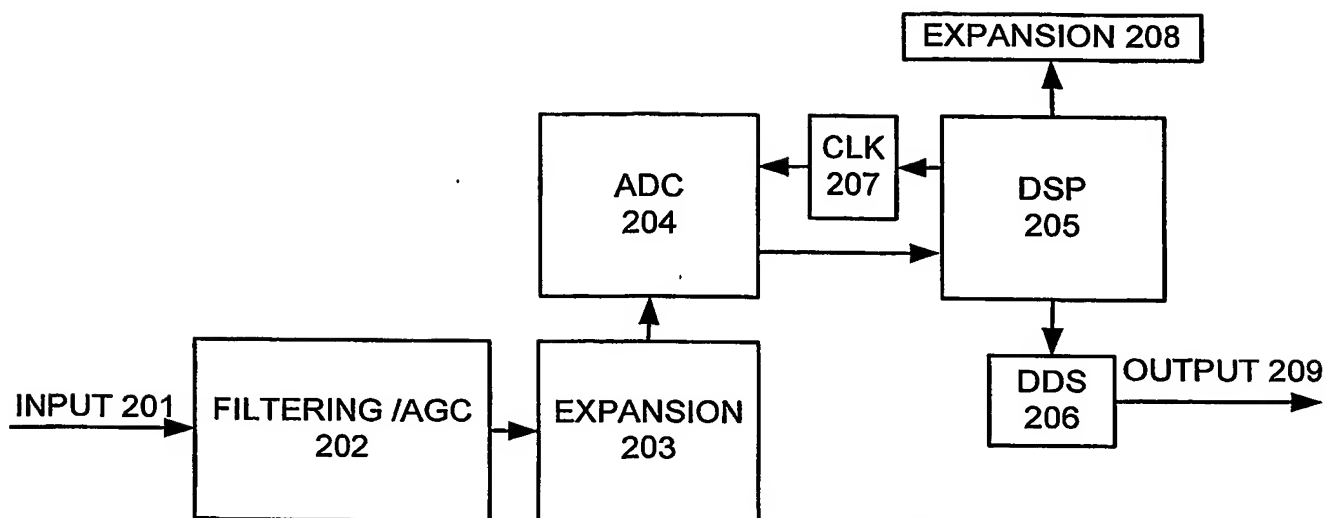 EXPANSION 208
ADC
204
CLK
207
DSP
205
INPUT 201
FILTERING /AGC
202
EXPANSION
203
DDS
206
OUTPUT 209